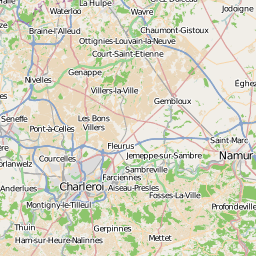 La Hulpe
Jodoigne
Waterloo
Wavre
Braine-l'Alleud
Chaumont-Gistoux
Ottignies-Louvain-la-Neuve
Court-Saint-Etienne
Genappe
Nivelles
Éghez
Villers-la-Ville
Gembloux
Seneffe
Les Bons
Villers
Pont-à-Celles
Saint-Marc
Fleurus
Jemeppe-sur-Sambre
Namur
Courcelles
Sambreville
Farciennes
Charleroi
Anderlues
Aiseau-Presles
Fosses-La-Ville
Montigny-le-Tilleul
Profondeville
Thuin
Gerpinnes
Ham-sur-Heure-Nalinnes
Mettet